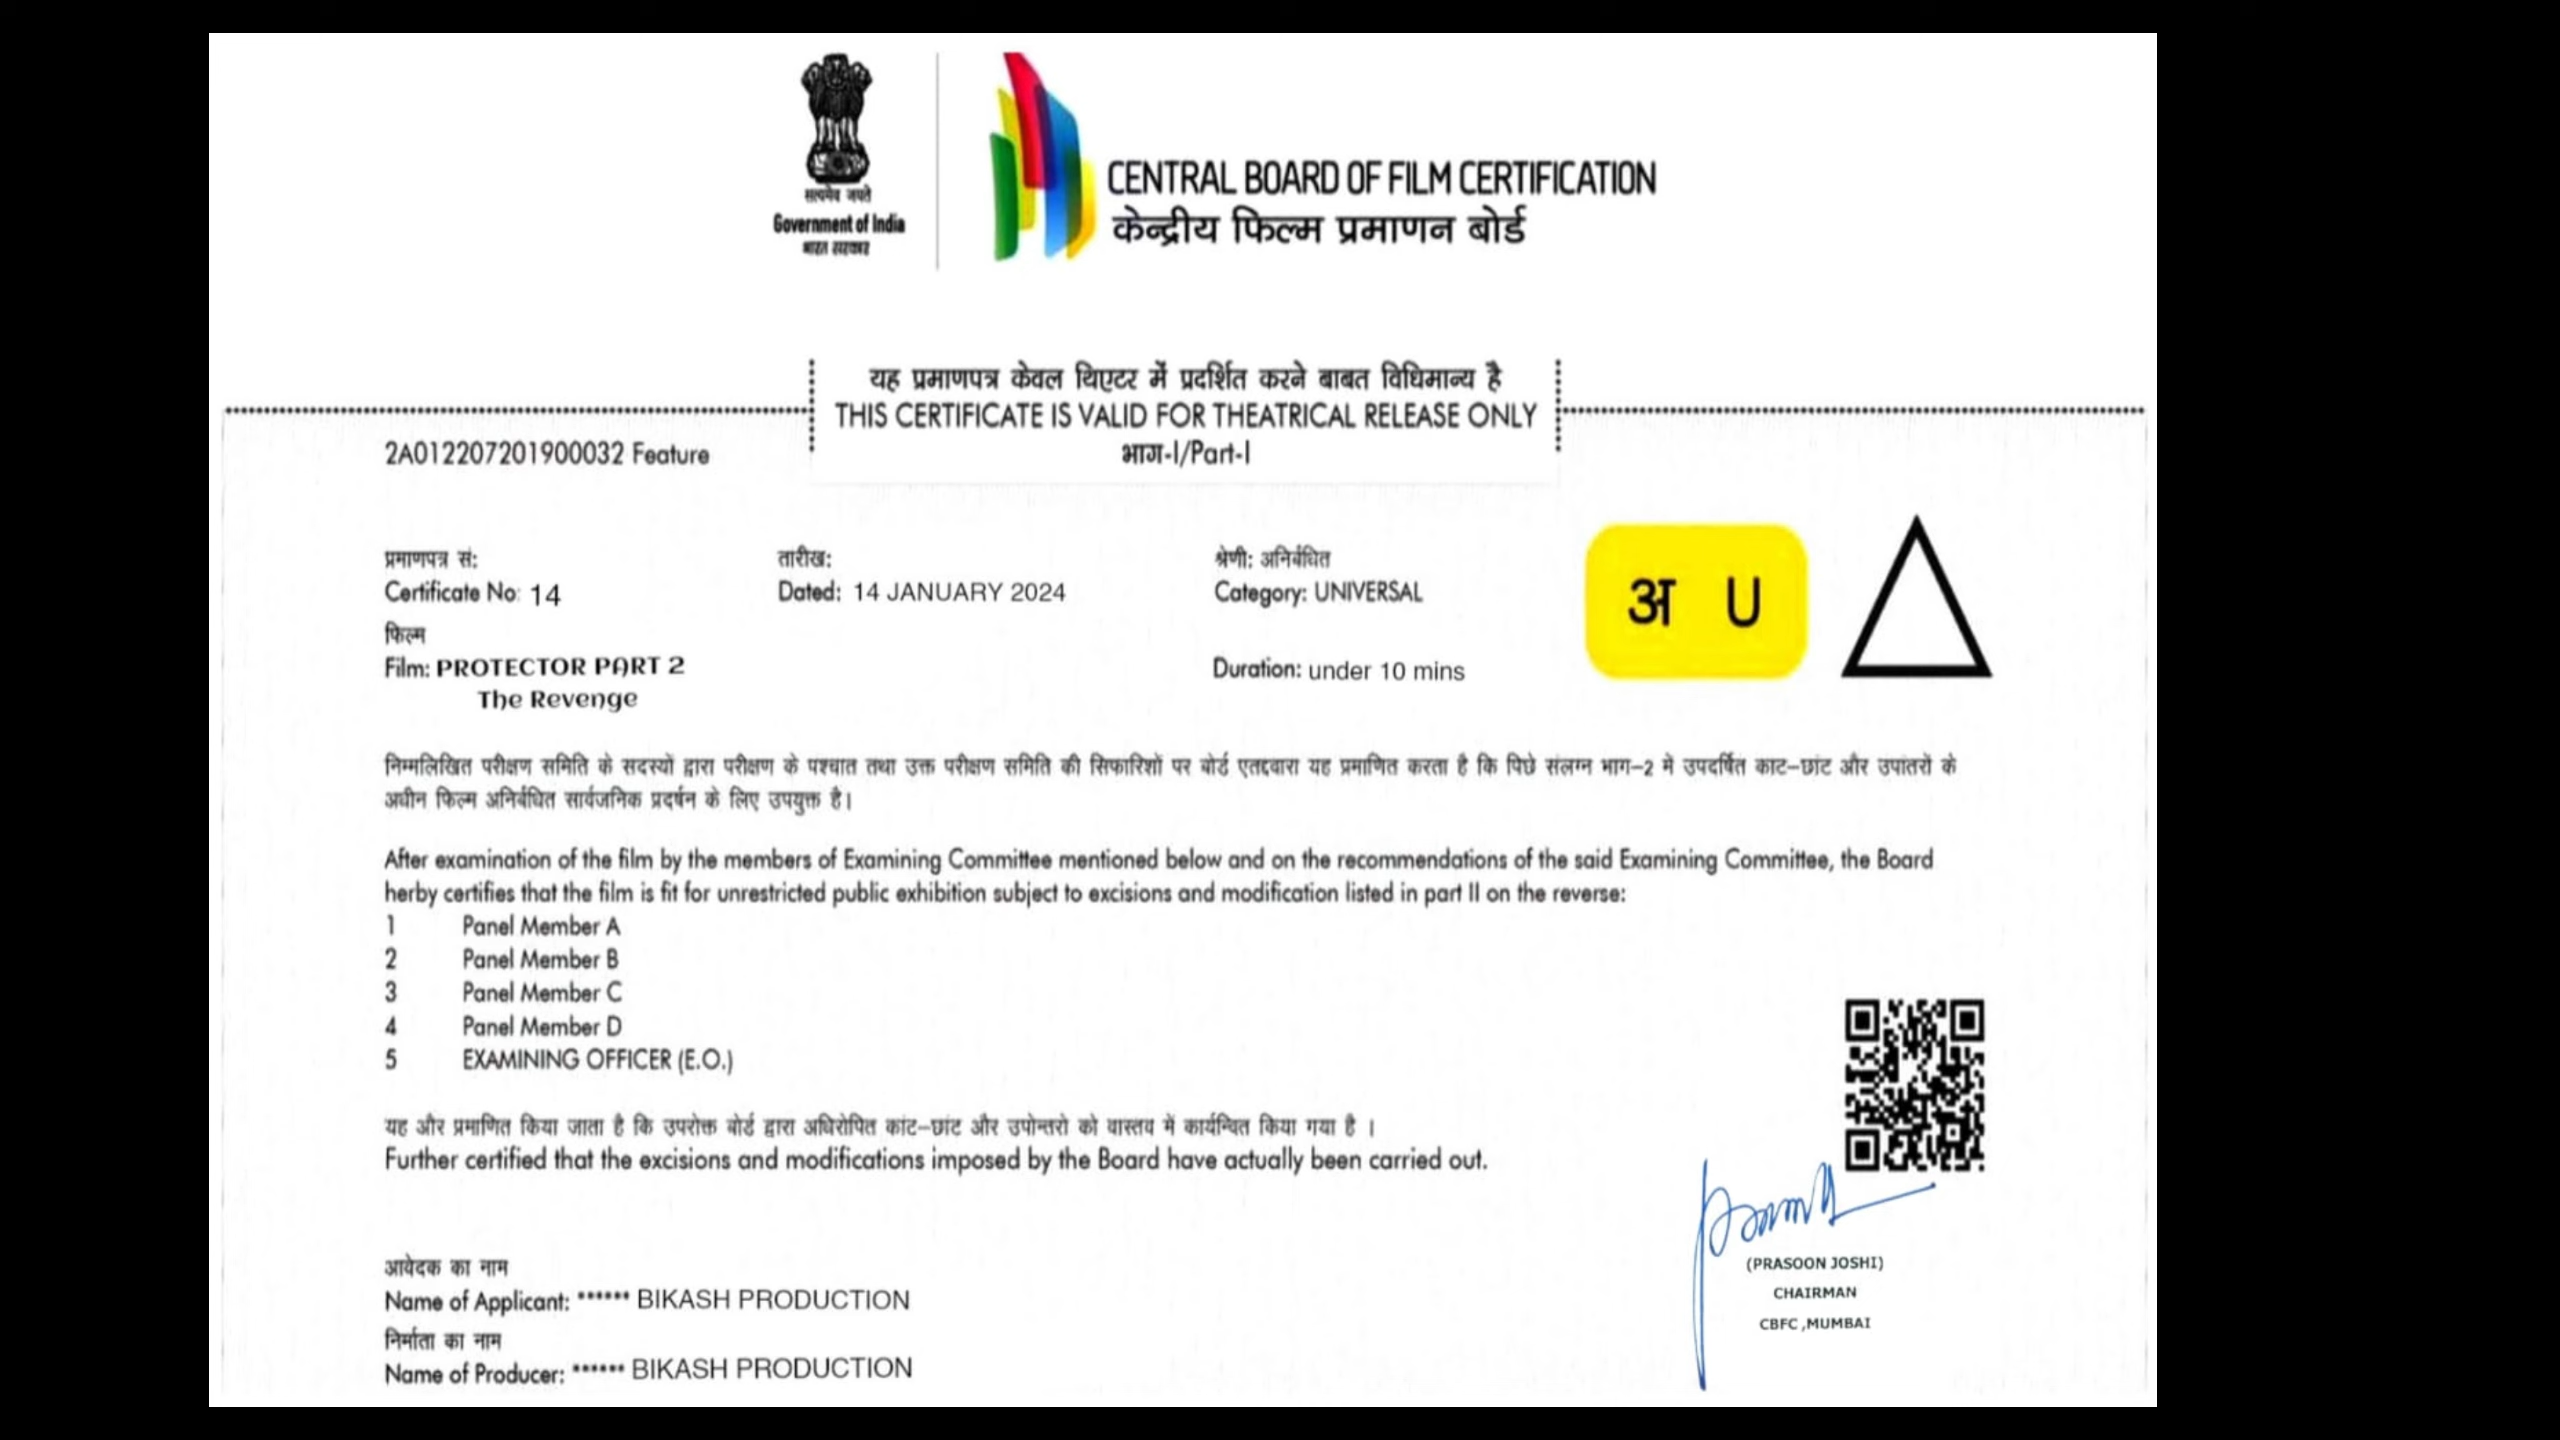 सत्यमेव जयते
Government of India
भारत सरकार
CENTRAL BOARD OF FILM CERTIFICATION
केन्द्रीय फिल्म प्रमाणन बोर्ड
यह प्रमाणपत्र केवल थिएटर में प्रदर्शित करने बाबत विधिमान्य है
THIS CERTIFICATE IS VALID FOR THEATRICAL RELEASE ONLY
भाग-I/Part-I
2A012207201900032 Feature
प्रमाणपत्र सं:
Certificate No: 14
तारीख:
Dated: 14 JANUARY 2024
श्रेणी: अनिर्बंधित
Category: UNIVERSAL
अ U
फिल्म
Film: PROTECTOR PART 2
The Revenge
Duration: under 10 mins
निम्मलिखित परीक्षण समिति के सदस्यों द्वारा परीक्षण के पश्चात तथा उक्त परीक्षण समिति की सिफारिशों पर बोर्ड एतद्दवारा यह प्रमाणित करता है कि पिछे संलग्न भाग-2 मे उपदर्षित काट-छांट और उपांतरों के
अधीन फिल्म अनिर्बंधित सार्वजनिक प्रदर्षन के लिए उपयुक्त है।
After examination of the film by the members of Examining Committee mentioned below and on the recommendations of the said Examining Committee, the Board
herby certifies that the film is fit for unrestricted public exhibition subject to excisions and modification listed in part II on the reverse:
1 Panel Member A
2 Panel Member B
3 Panel Member C
4 Panel Member D
5 EXAMINING OFFICER (E.O.)
यह और प्रमाणित किया जाता है कि उपरोक्त बोर्ड द्वारा अधिरोपित कांट-छांट और उपोन्तरो को वास्तव में कार्यन्वित किया गया है ।
Further certified that the excisions and modifications imposed by the Board have actually been carried out.
(PRASOON JOSHI)
CHAIRMAN
CBFC ,MUMBAI
आवेदक का नाम
Name of Applicant: ****** BIKASH PRODUCTION
निर्माता का नाम
Name of Producer: ****** BIKASH PRODUCTION